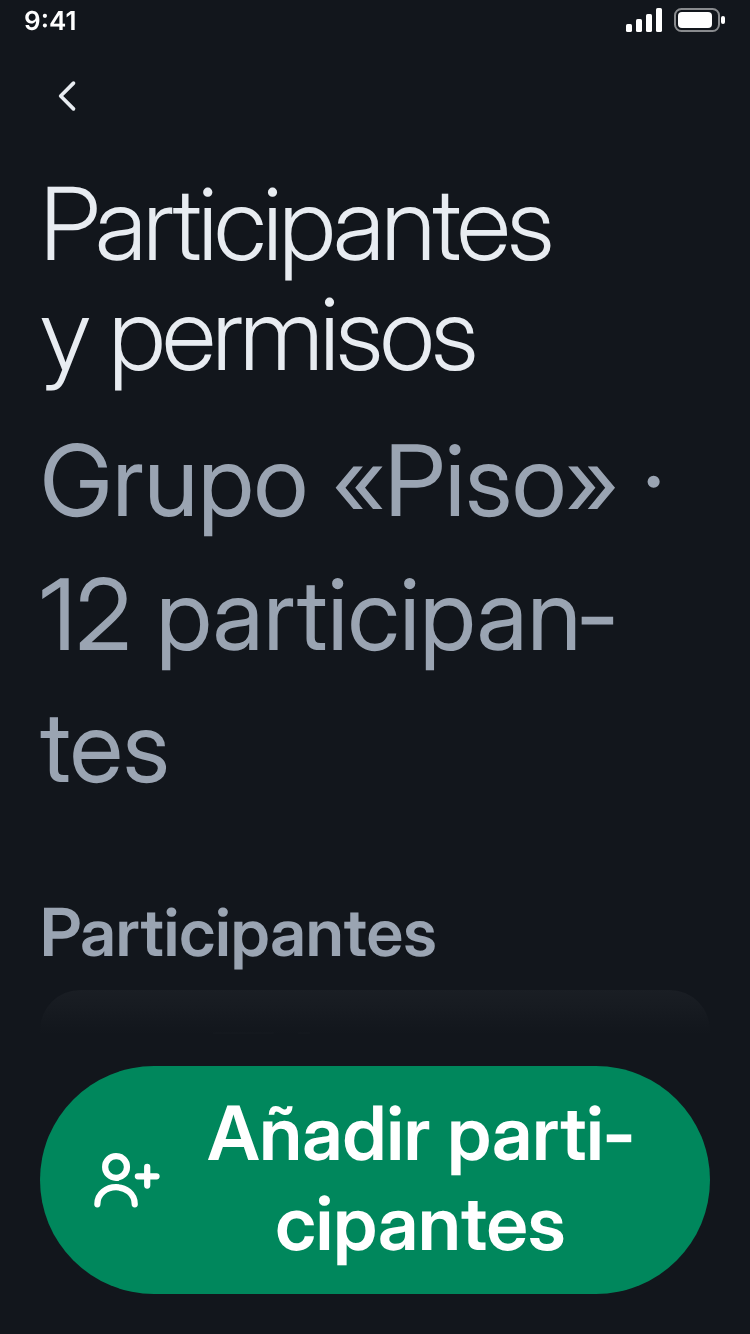 9:41
Participantes
y permisos
Grupo «Piso» ·
12 participan-
tes
Participantes
Añadir parti-
cipantes